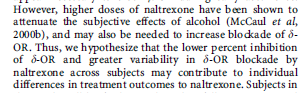 However, higher doses of naltrexone have been shown to
attenuate the subjective effects of alcohol (McCaul et al,
2000b), and may also be needed to increase blockade of δ-
OR. Thus, we hypothesize that the lower percent inhibition
of δ-OR and greater variability in δ-OR blockade by
naltrexone across subjects may contribute to individual
differences in treatment outcomes to naltrexone. Subjects in